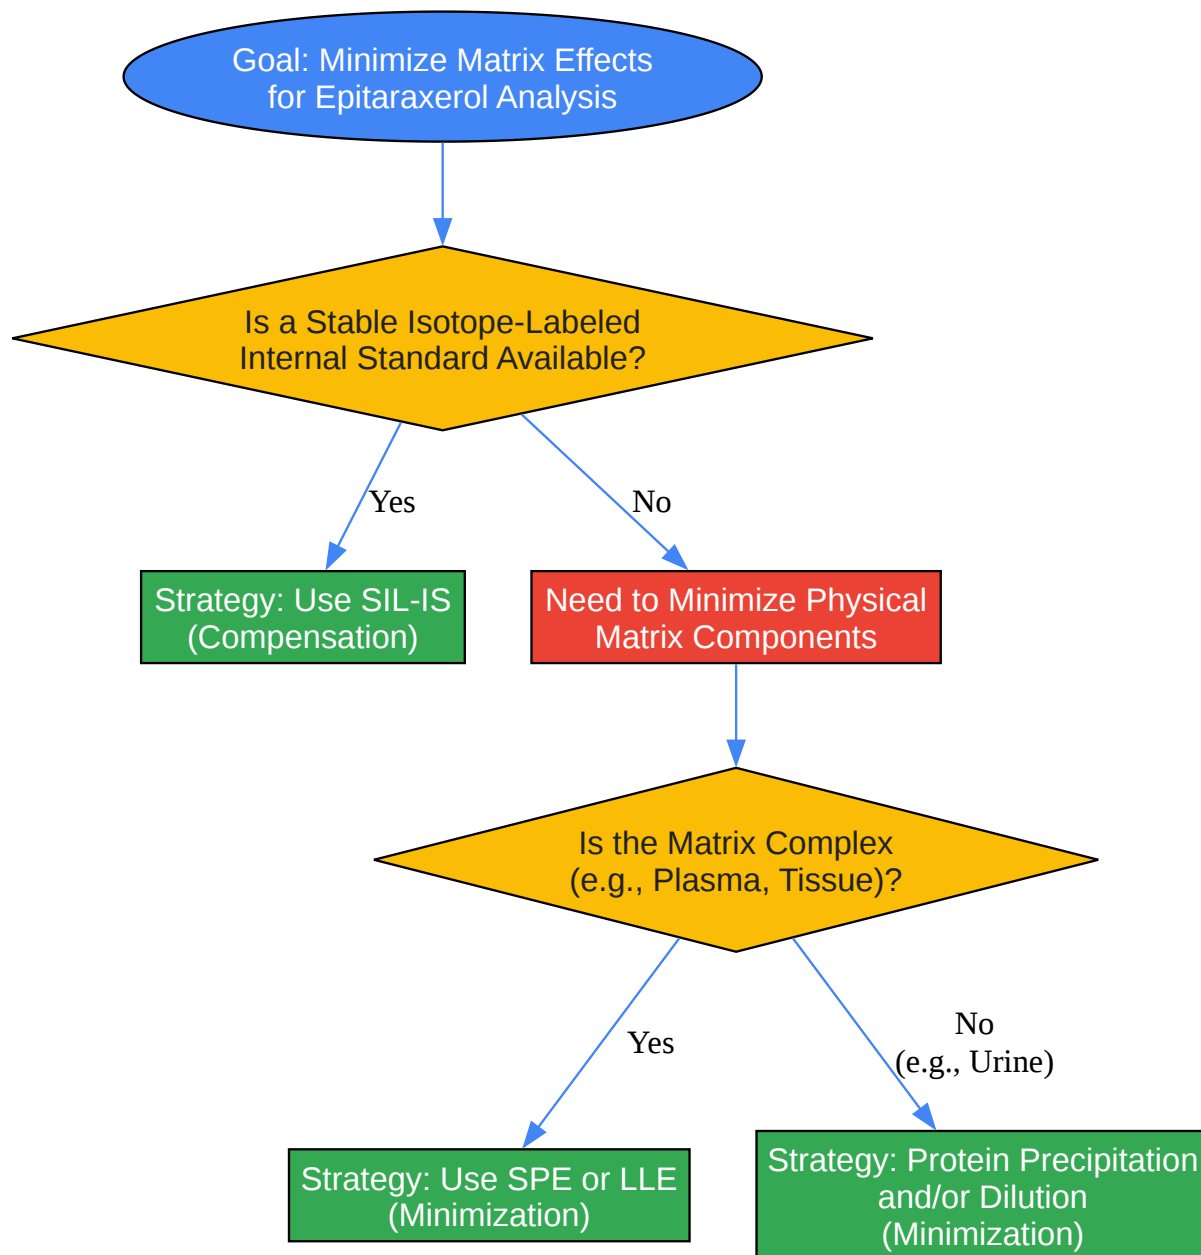 Goal: Minimize Matrix Effects
for Epitaraxerol Analysis
Is a Stable Isotope-Labeled
Internal Standard Available?
Yes
No
Strategy: Use SIL-IS
(Compensation)
Need to Minimize Physical
Matrix Components
Is the Matrix Complex
(e.g., Plasma, Tissue)?
Yes
No
(e.g., Urine)
Strategy: Use SPE or LLE
(Minimization)
Strategy: Protein Precipitation
and/or Dilution
(Minimization)